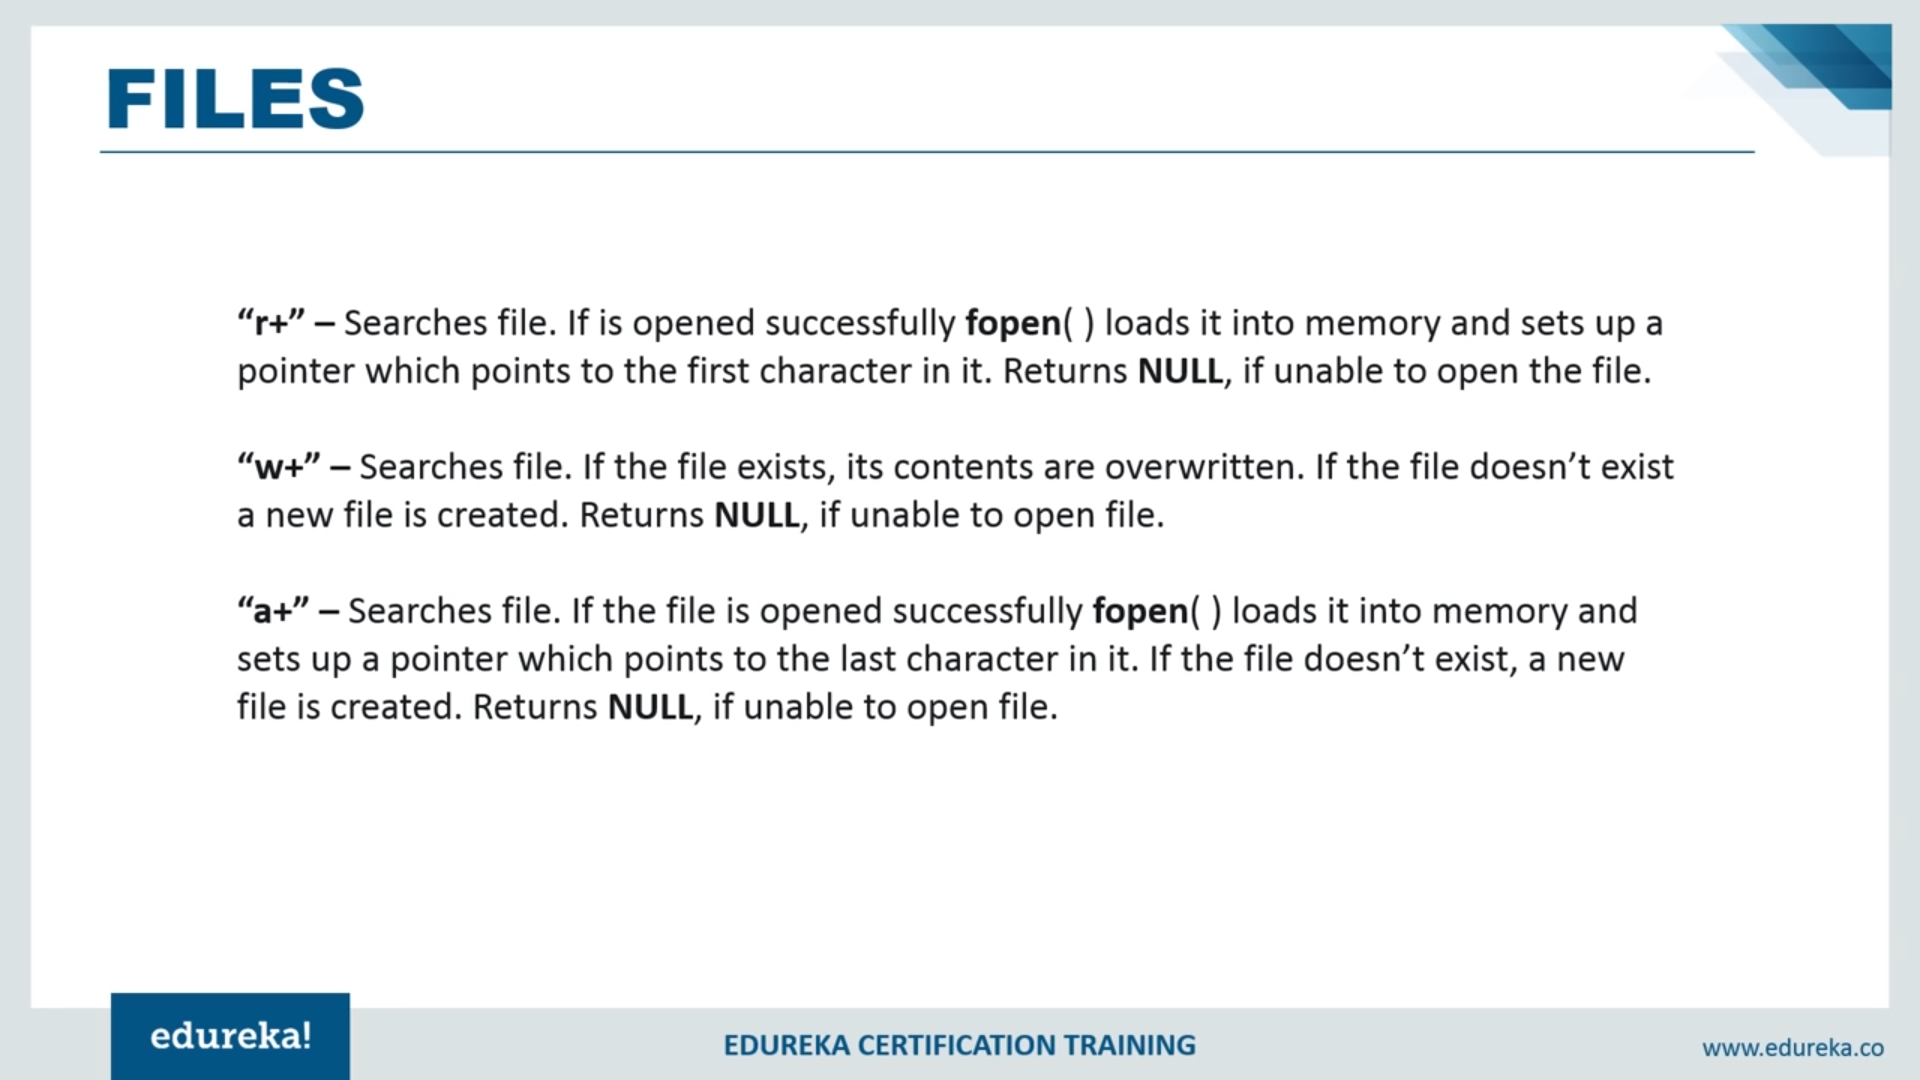 FILES
“r+” – Searches file. If is opened successfully fopen( ) loads it into memory and sets up a
pointer which points to the first character in it. Returns NULL, if unable to open the file.
“w+” – Searches file. If the file exists, its contents are overwritten. If the file doesn’t exist
a new file is created. Returns NULL, if unable to open file.
“a+” – Searches file. If the file is opened successfully fopen( ) loads it into memory and
sets up a pointer which points to the last character in it. If the file doesn’t exist, a new
file is created. Returns NULL, if unable to open file.
edureka!
EDUREKA CERTIFICATION TRAINING
www.edureka.co